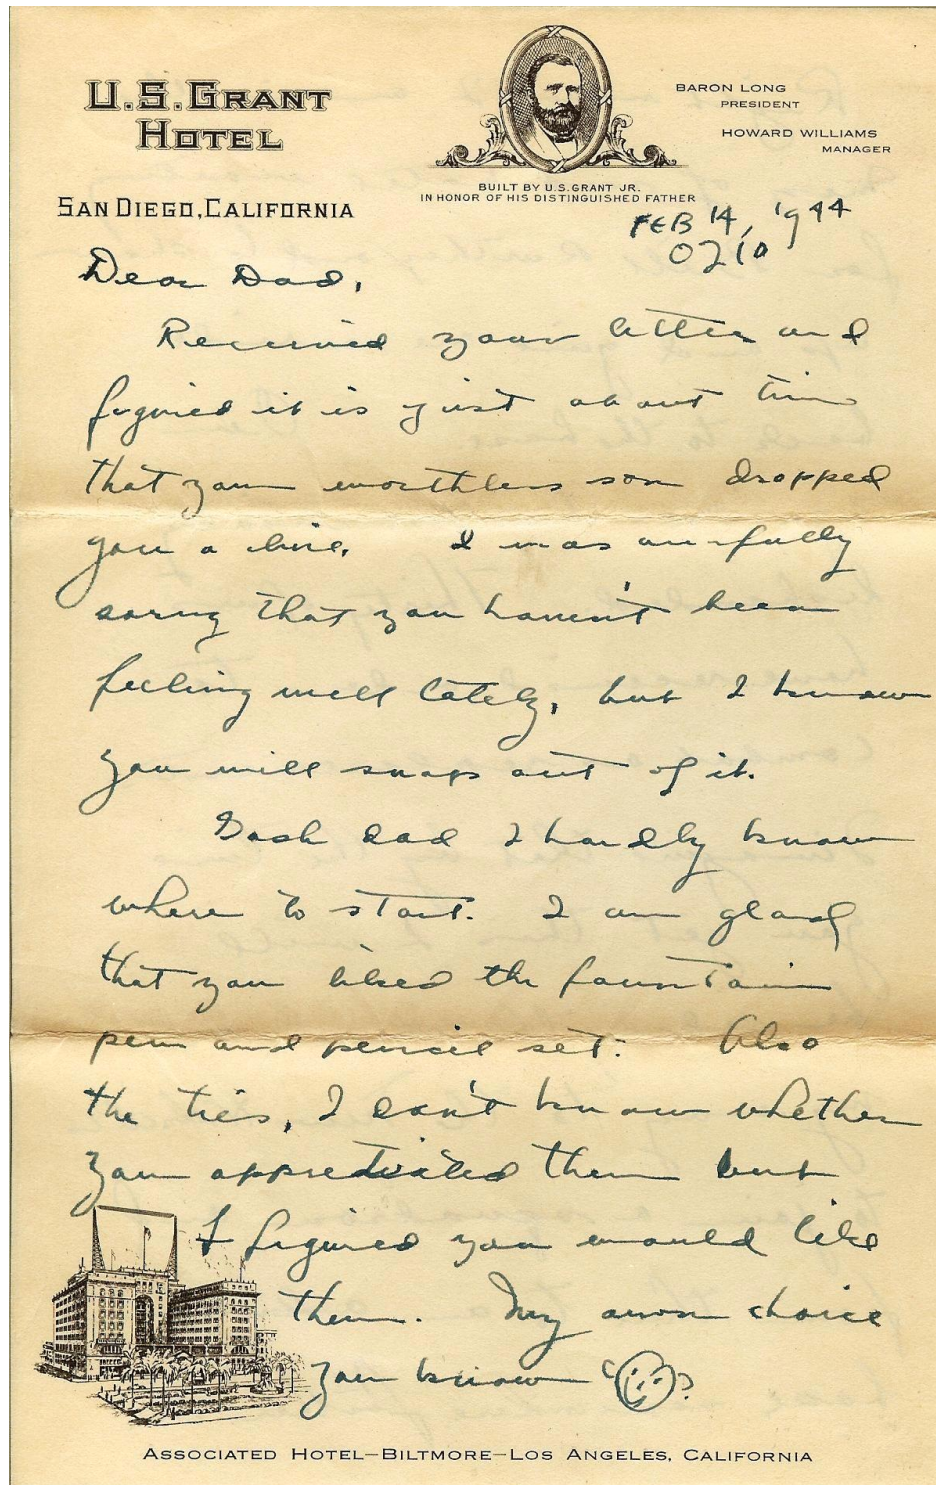 U.S. GRANT
HOTEL
SAN DIEGO, CALIFORNIA
BUILT BY U.S. GRANT JR.
IN HONOR OF HIS DISTINGUISHED FATHER
BARON LONG
PRESIDENT
HOWARD WILLIAMS
MANAGER
FEB 14, 1944
0210
Dear Dad,
Received your letter and
figured it is just about time
that your worthless son dropped
you a line. I was awfully
sorry that you haven't been
feeling well lately, but I know
you will snap out of it.
Gosh dad I hardly know
where to start. I am glad
that you liked the fountain
pen and pencil set. Also
the ties, I don't know whether
you appreciated them but
I figured you would like
them. My own choice
you know
ASSOCIATED HOTEL-BILTMORE-LOS ANGELES, CALIFORNIA